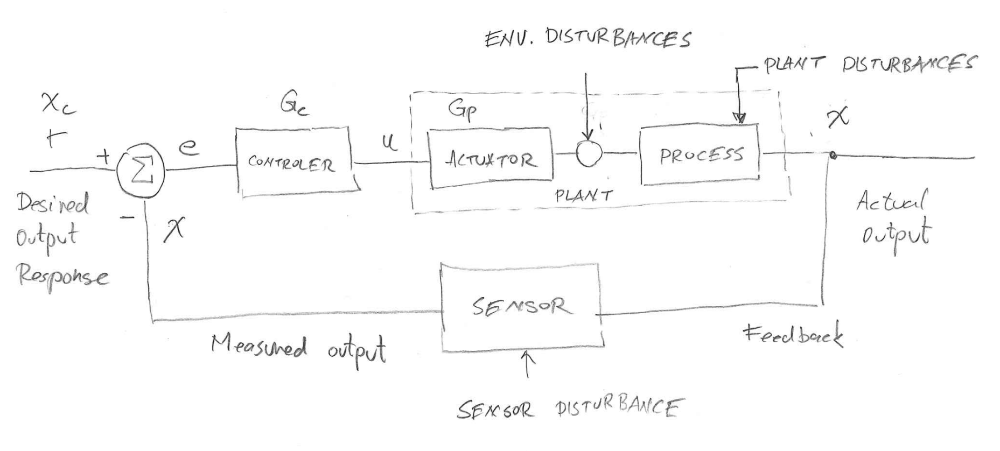 ENV. DISTURBANCES
PLANT DISTURBANCES
Xc
Gc
Gp
X
r
+
e
u
Σ
CONTROLER
ACTUATOR
PROCESS
PLANT
Desired
Output
Response
-
X
Actual
Output
SENSOR
Measured output
Feedback
SENSOR DISTURBANCE